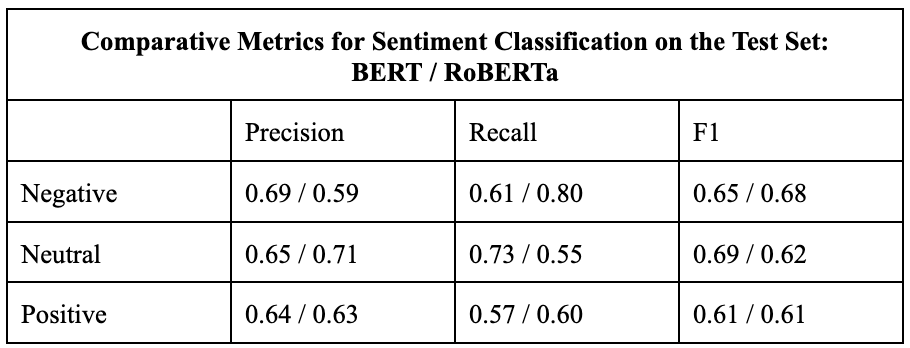 Comparative Metrics for Sentiment Classification on the Test Set:
BERT / RoBERTa
Precision Recall F1
Negative 0.69 / 0.59 0.61 / 0.80 0.65 / 0.68
Neutral 0.65 / 0.71 0.73 / 0.55 0.69 / 0.62
Positive 0.64 / 0.63 0.57 / 0.60 0.61 / 0.61